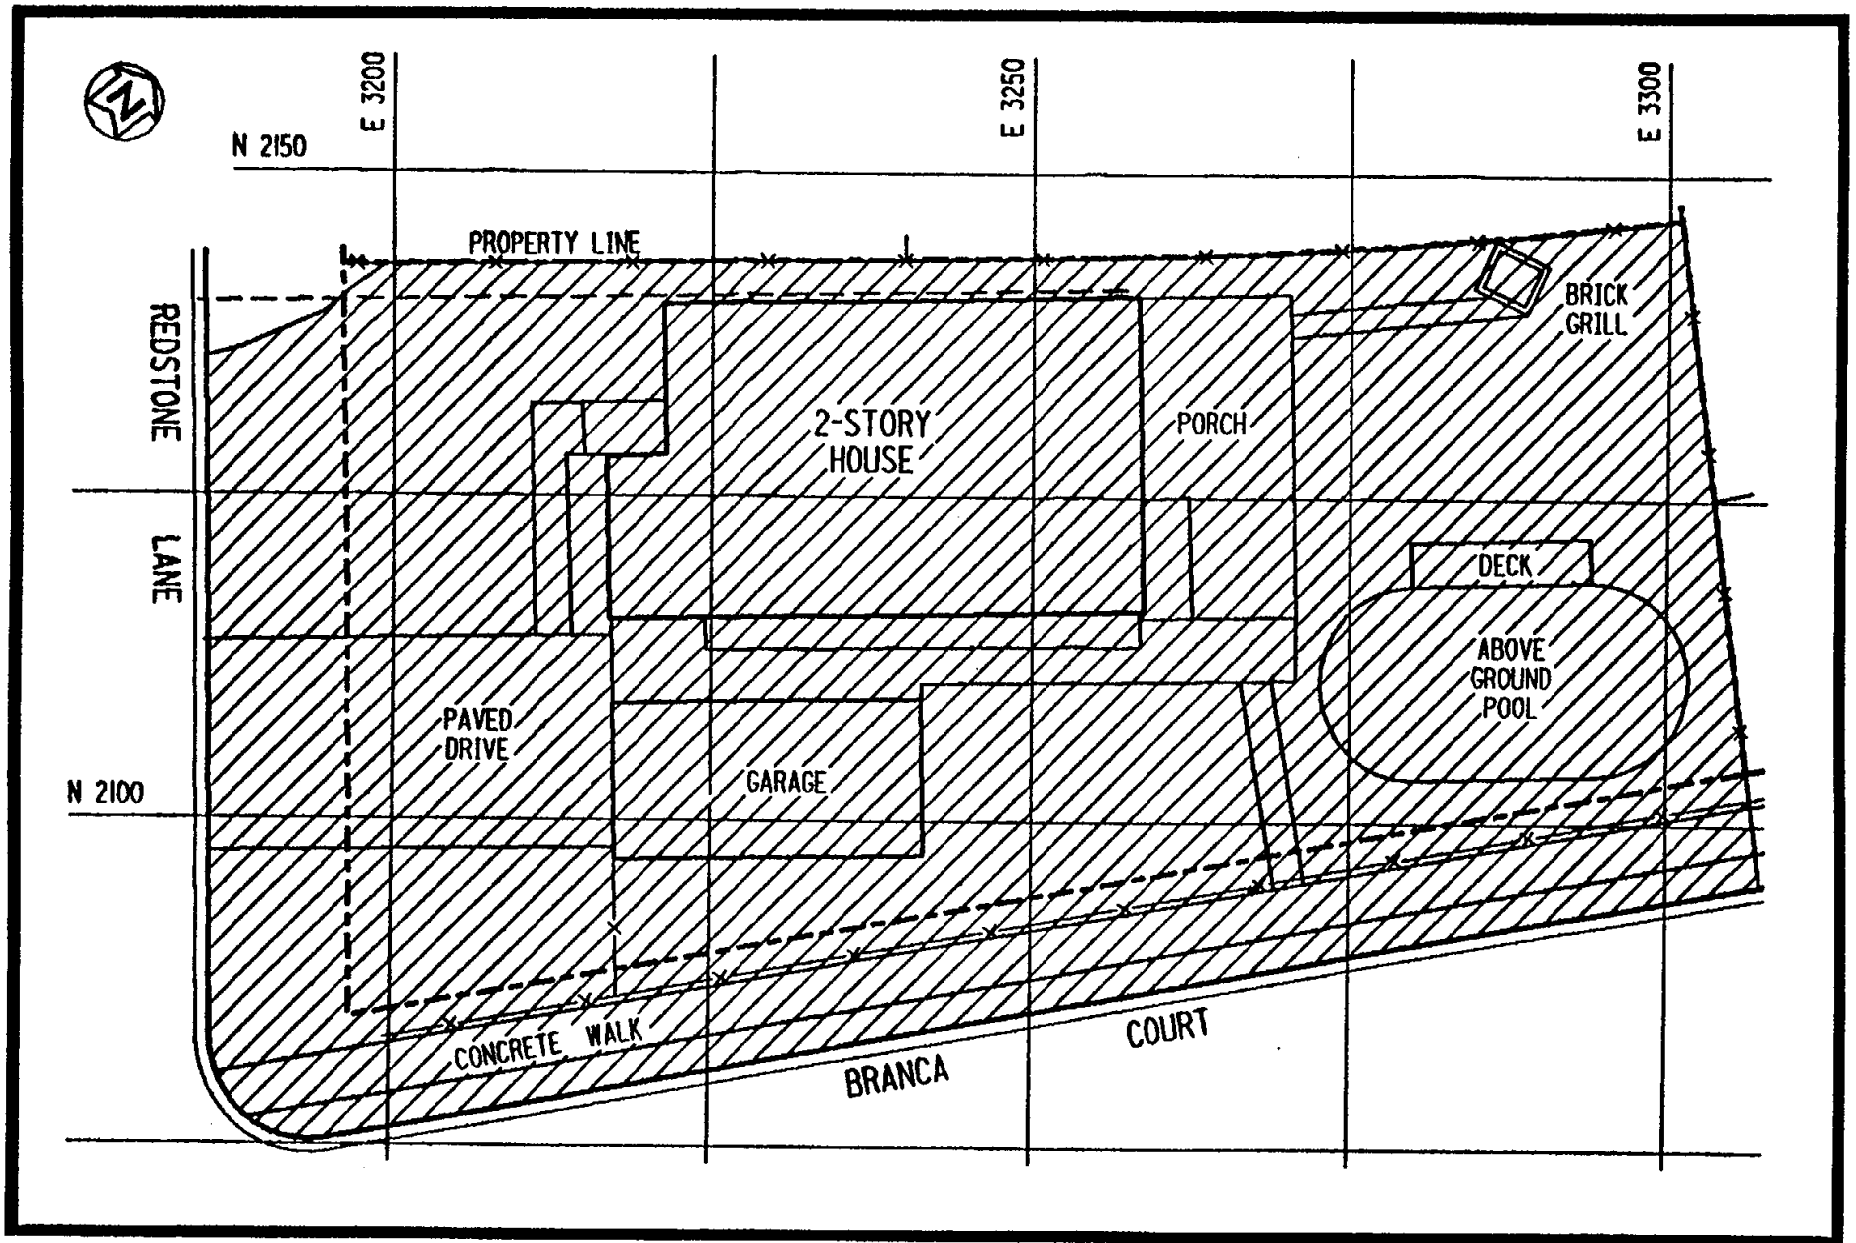 N
E 3200
E 3250
E 3300
N 2150
PROPERTY LINE
REDSTONE LANE
BRICK
GRILL
2-STORY
HOUSE
PORCH
DECK
ABOVE
GROUND
POOL
PAVED
DRIVE
GARAGE
N 2100
CONCRETE WALK
BRANCA COURT